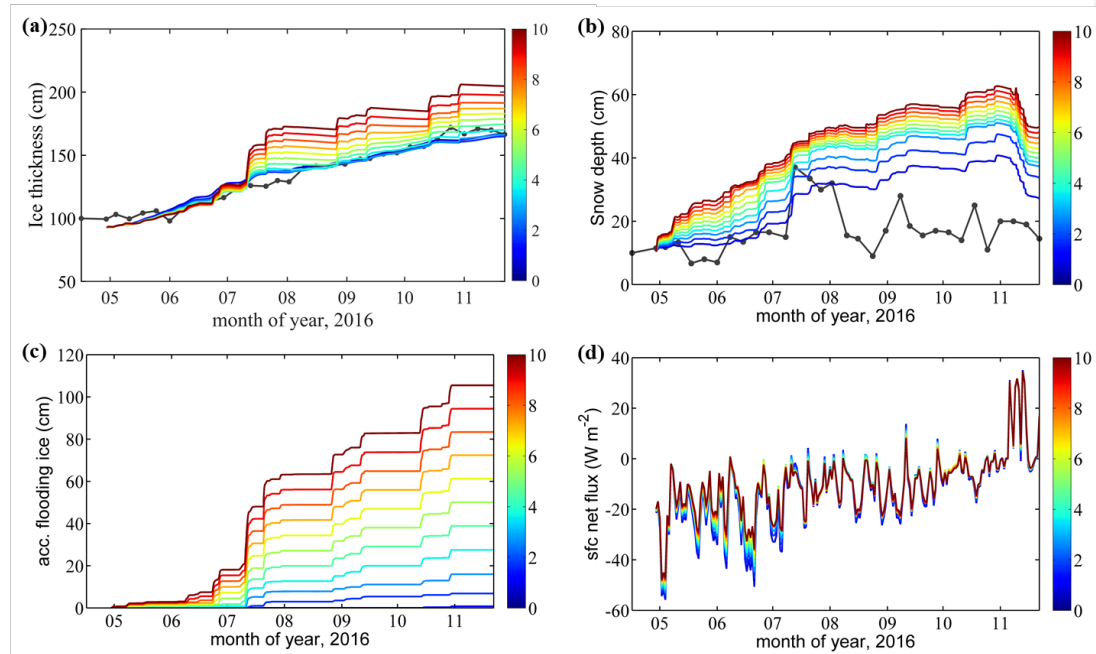 (a)
250
200
150
100
50
Ice thickness (cm)
05 06 07 08 09 10 11
month of year, 2016
10
8
6
4
2
0
(b)
80
60
40
20
0
Snow depth (cm)
05 06 07 08 09 10 11
month of year, 2016
10
8
6
4
2
0
(c)
120
100
80
60
40
20
0
acc. flooding ice (cm)
05 06 07 08 09 10 11
month of year, 2016
10
8
6
4
2
0
(d)
40
20
0
-20
-40
-60
sfc net flux (W m-2)
05 06 07 08 09 10 11
month of year, 2016
10
8
6
4
2
0